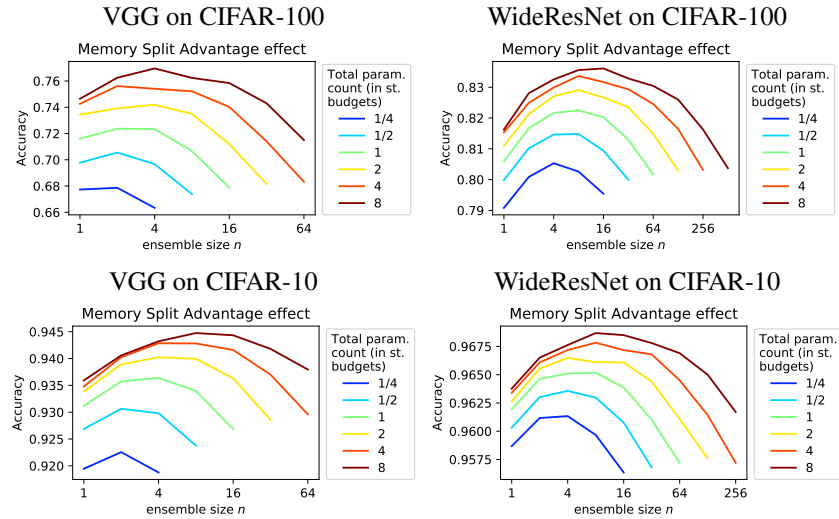 VGG on CIFAR-100
Memory Split Advantage effect
Accuracy
0.76
0.74
0.72
0.70
0.68
0.66
1 4 16 64
ensemble size n
Total param.
count (in st.
budgets)
1/4
1/2
1
2
4
8
WideResNet on CIFAR-100
Memory Split Advantage effect
Accuracy
0.83
0.82
0.81
0.80
0.79
1 4 16 64 256
ensemble size n
Total param.
count (in st.
budgets)
1/4
1/2
1
2
4
8
VGG on CIFAR-10
Memory Split Advantage effect
Accuracy
0.945
0.940
0.935
0.930
0.925
0.920
1 4 16 64
ensemble size n
Total param.
count (in st.
budgets)
1/4
1/2
1
2
4
8
WideResNet on CIFAR-10
Memory Split Advantage effect
Accuracy
0.9675
0.9650
0.9625
0.9600
0.9575
1 4 16 64 256
ensemble size n
Total param.
count (in st.
budgets)
1/4
1/2
1
2
4
8